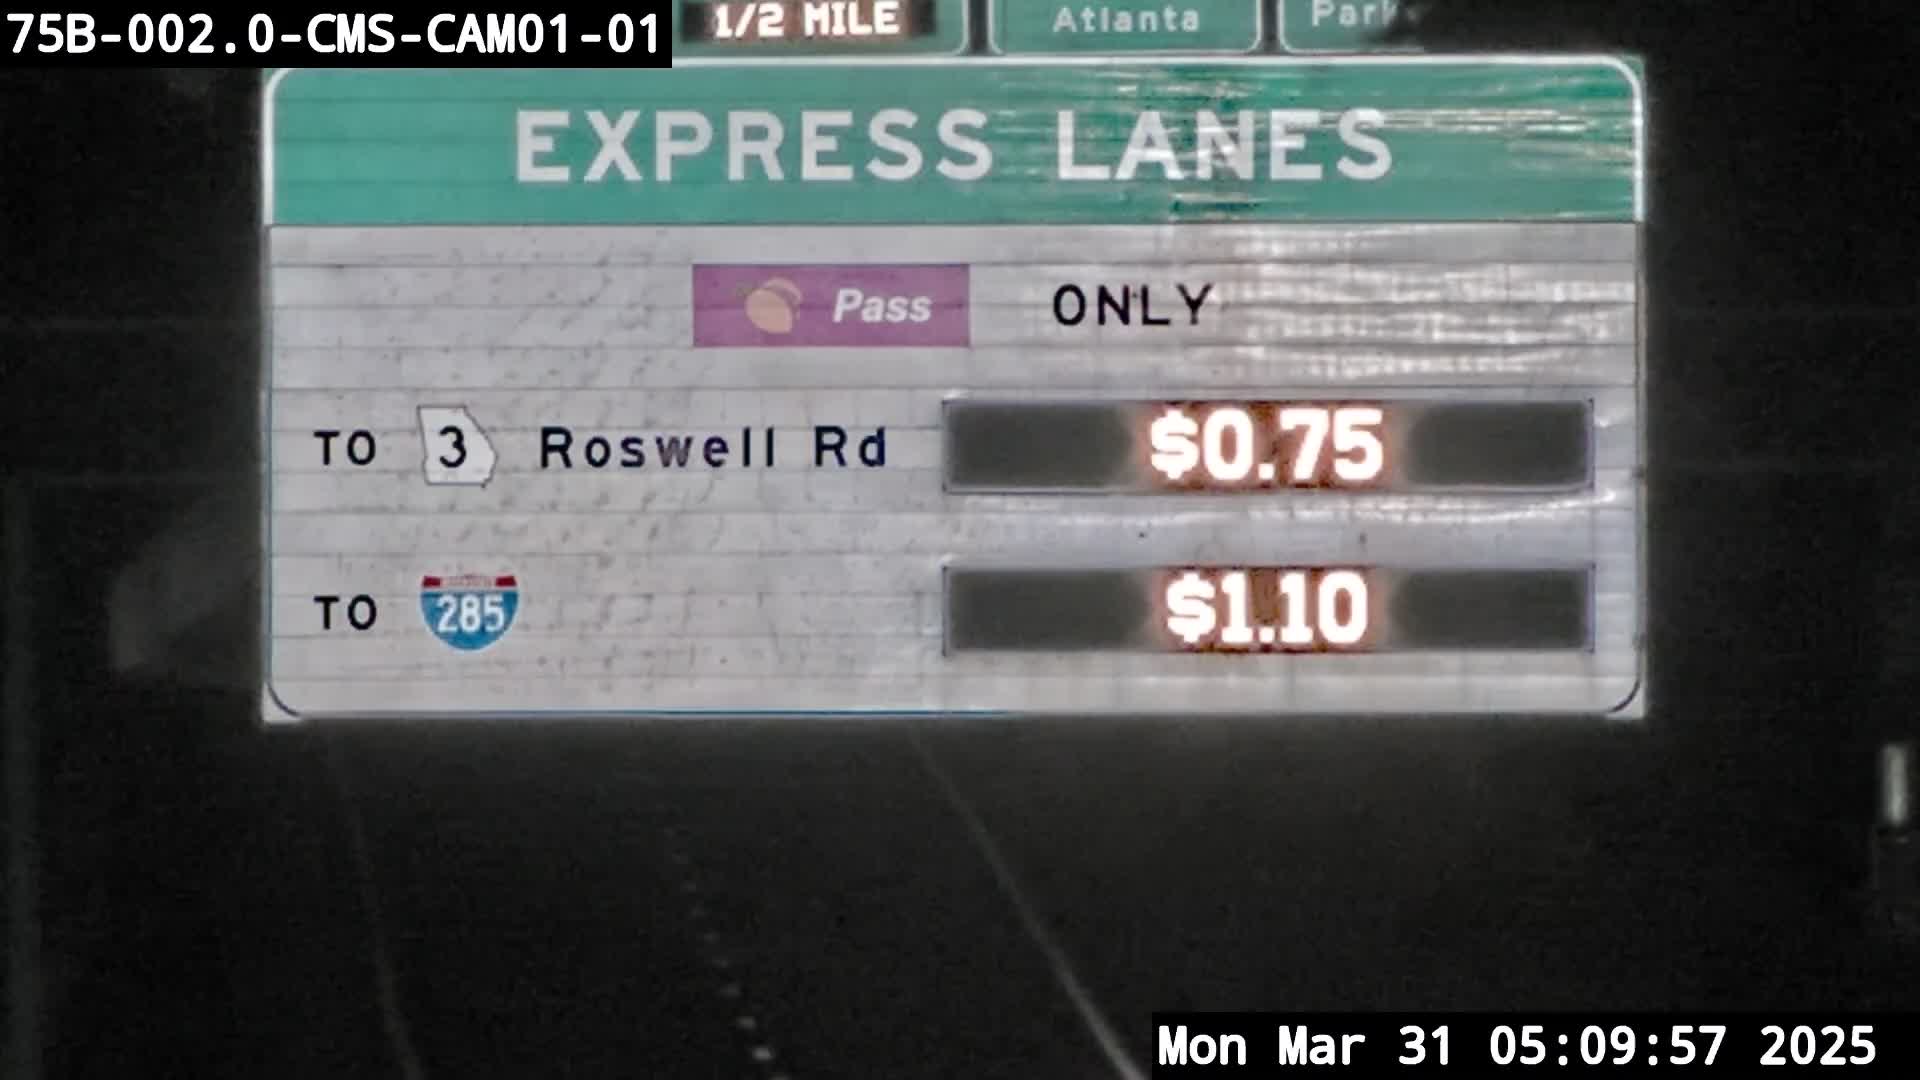 75B-002.0-CMS-CAM01-01
1/2 MILE
Atlanta
EXPRESS LANES
Pass ONLY
TO 3 Roswell Rd $0.75
TO 285 $1.10
Mon Mar 31 05:09:57 2025